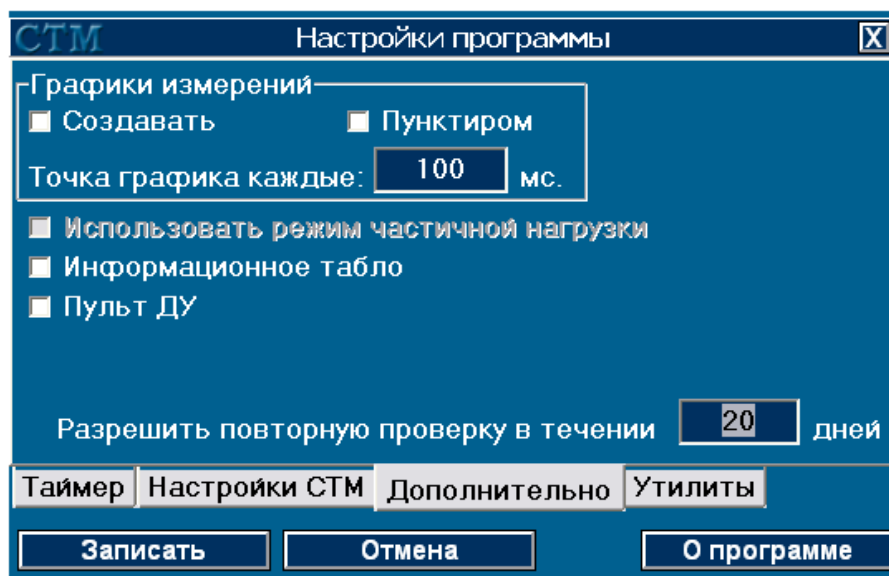 СТМ Настройки программы X
Графики измерений
Создавать Пунктиром
Точка графика каждые: 100 мс.
Использовать режим частичной нагрузки
Информационное табло
Пульт ДУ
Разрешить повторную проверку в течении 20 дней
Таймер Настройки СТМ Дополнительно Утилиты
Записать Отмена О программе